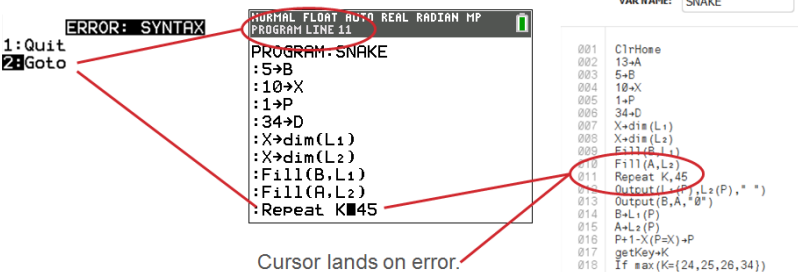 ERROR: SYNTAX
1:Quit
2:Goto
NORMAL FLOAT AUTO REAL RADIAN MP
PROGRAM LINE 11
PROGRAM:SNAKE
:5→B
:10→X
:1→P
:34→D
:X→dim(L₁)
:X→dim(L₂)
:Fill(B,L₁)
:Fill(A,L₂)
:Repeat K■45
Cursor lands on error.
VAR NAME: SNAKE
001 ClrHome
002 13→A
003 5→B
004 10→X
005 1→P
006 34→D
007 X→dim(L₁)
008 X→dim(L₂)
009 Fill(B,L₁)
010 Fill(A,L₂)
011 Repeat K,45
012 Output(L₁(P),L₂(P)," ")
013 Output(B,A,"0")
014 B→L₁(P)
015 A→L₂(P)
016 P+1-X(P=X)→P
017 getKey→K
018 If max(K={24,25,26,34})